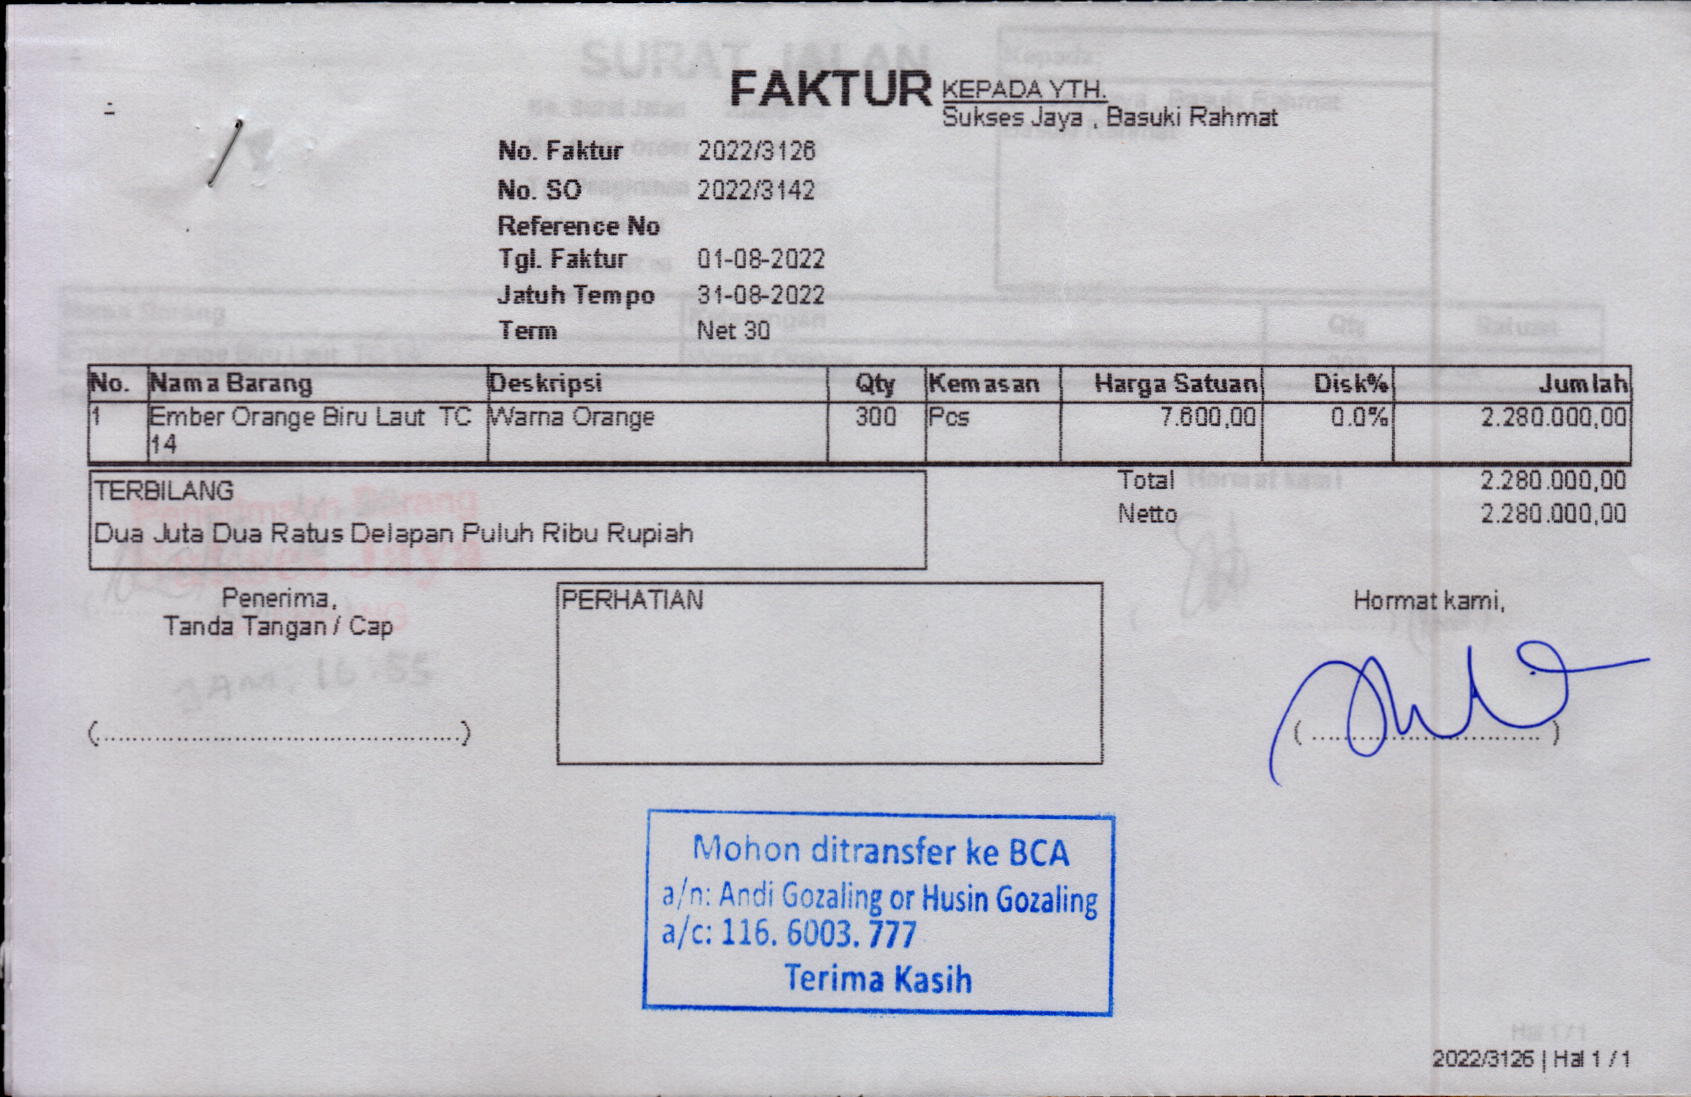 FAKTUR
KEPADA YTH.
Sukses Jaya , Basuki Rahmat
No. Faktur 2022/3126
No. SO 2022/3142
Reference No
Tgl. Faktur 01-08-2022
Jatuh Tempo 31-08-2022
Term Net 30
No. Nama Barang Deskripsi Qty Kemasan Harga Satuan Disk% Jumlah
1 Ember Orange Biru Laut TC Warna Orange 300 Pcs 7.600,00 0.0% 2.280.000,00
14
Total 2.280.000,00
TERBILANG
Netto 2.280.000,00
Dua Juta Dua Ratus Delapan Puluh Ribu Rupiah
Penerima,
Tanda Tangan / Cap
PERHATIAN
Hormat kami,
(..........................................)
(..............................)
Mohon ditransfer ke BCA
a/n: Andi Gozaling or Husin Gozaling
a/c: 116. 6003. 777
Terima Kasih
2022/3126 | Hal 1 / 1